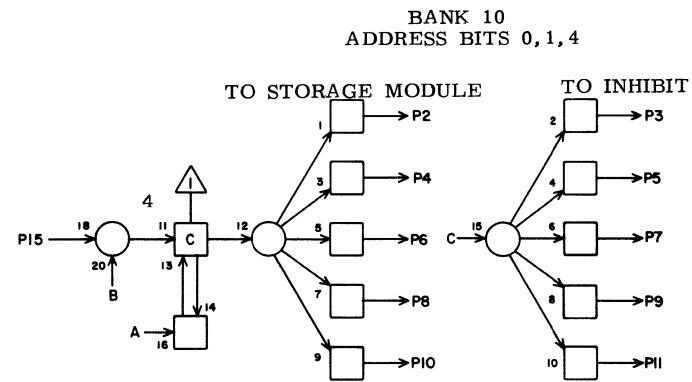 BANK 10
ADDRESS BITS 0,1,4
TO STORAGE MODULE
TO INHIBIT
1
P2
2
P3
3
P4
4
P5
4
1
P15
18
20
B
11
C
12
13
14
A
16
5
P6
C
15
6
P7
7
P8
8
P9
9
P10
10
P11